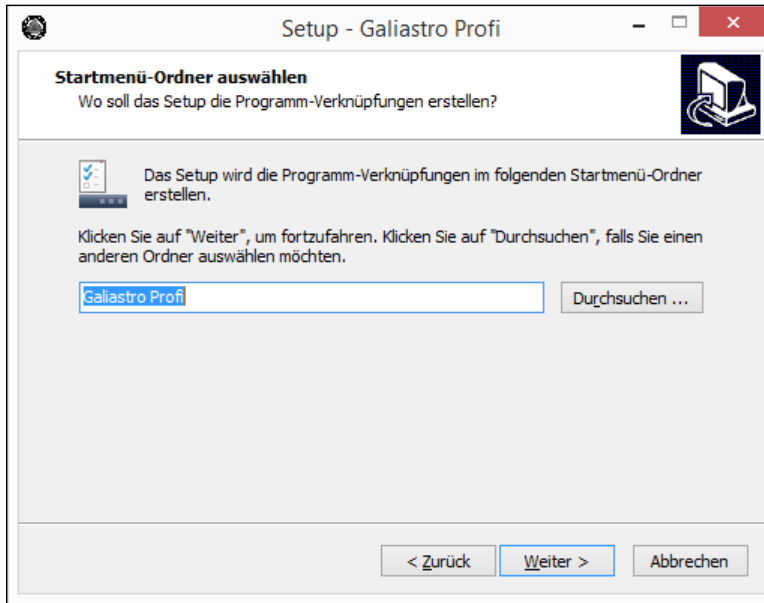 Setup - Galiastro Profi
Startmenü-Ordner auswählen
Wo soll das Setup die Programm-Verknüpfungen erstellen?
Das Setup wird die Programm-Verknüpfungen im folgenden Startmenü-Ordner
erstellen.
Klicken Sie auf "Weiter", um fortzufahren. Klicken Sie auf "Durchsuchen", falls Sie einen
anderen Ordner auswählen möchten.
Galiastro Profi
Durchsuchen ...
< Zurück
Weiter >
Abbrechen